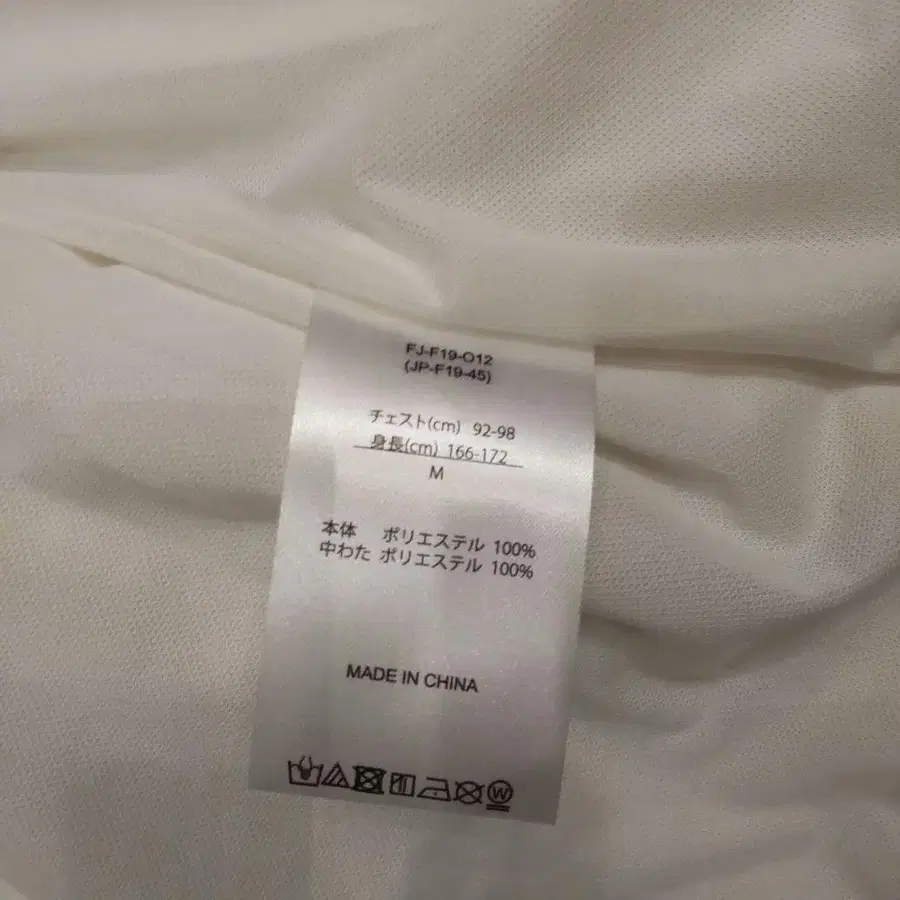 FJ-F19-O12
(JP-F19-45)
チェスト(cm) 92-98
身長(cm) 166-172
M
本体 ポリエステル 100%
中わた ポリエステル 100%
MADE IN CHINA
W